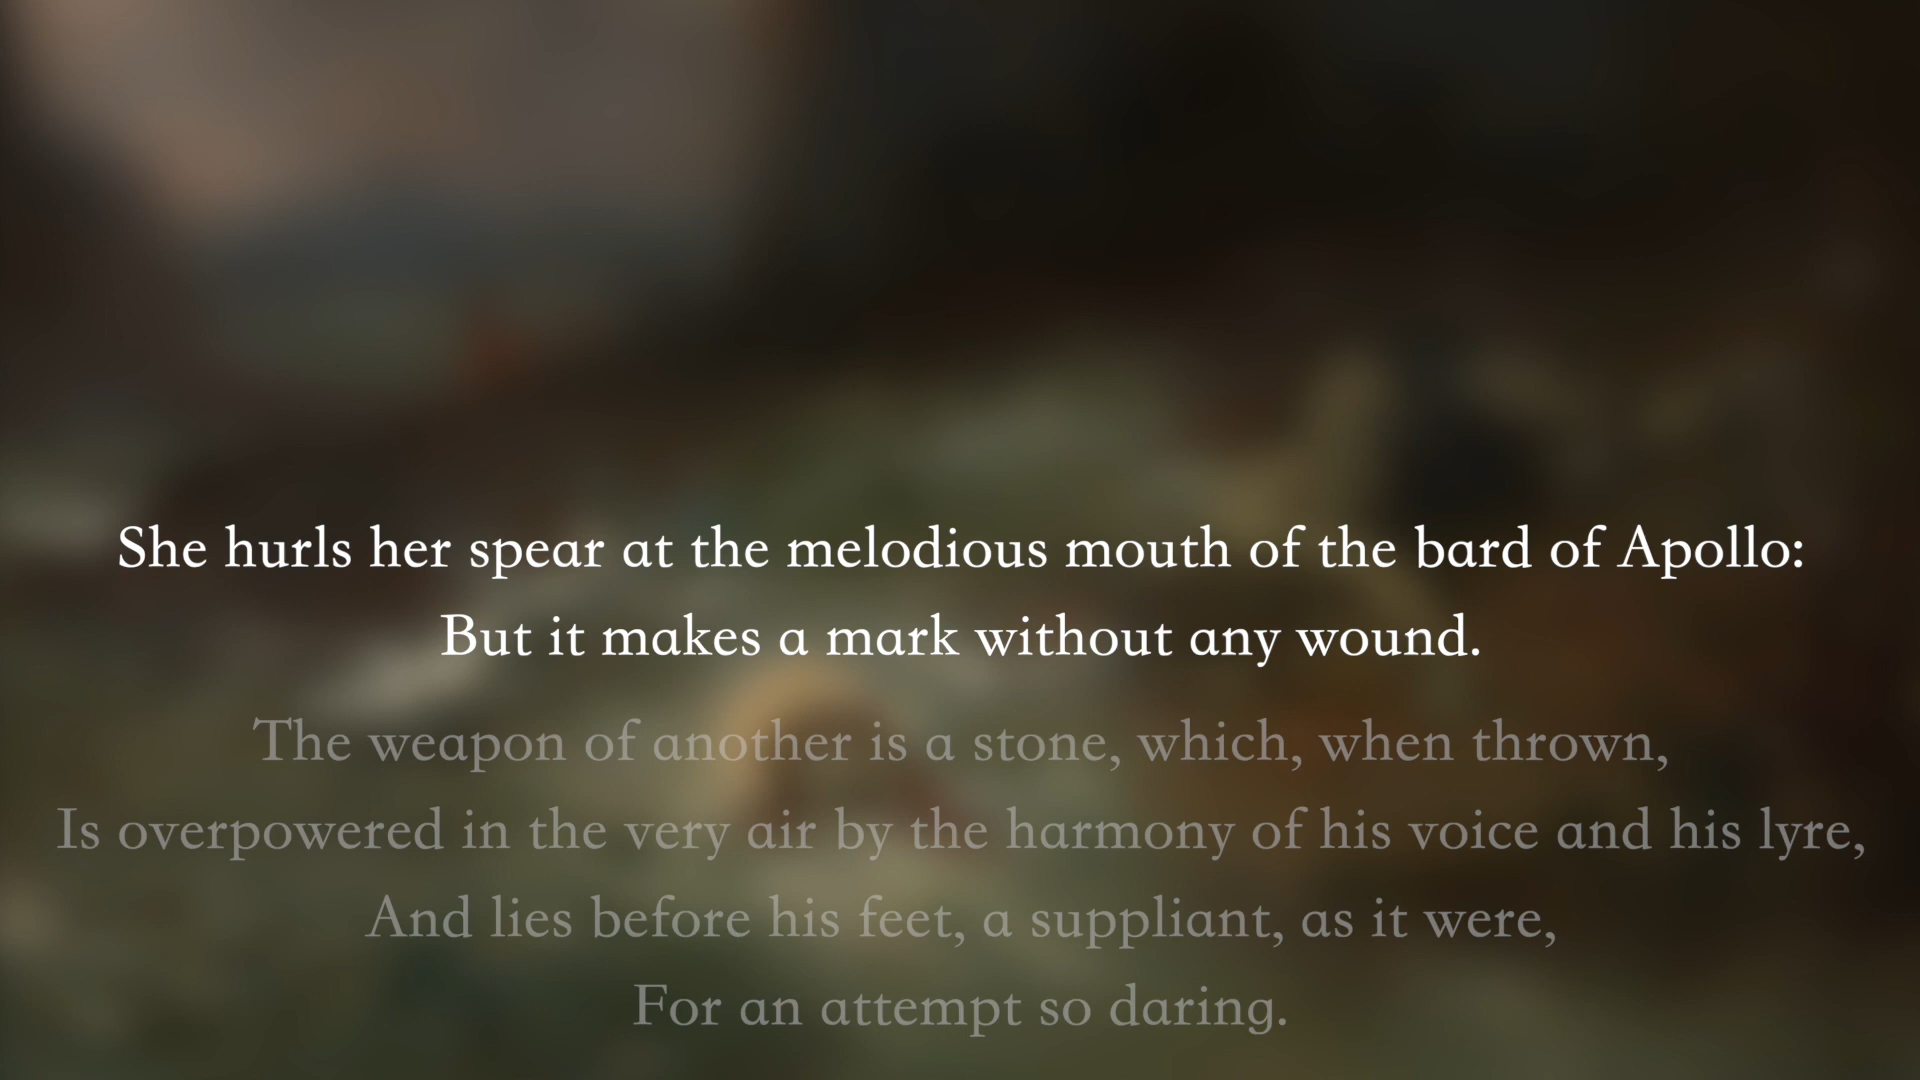 She hurls her spear at the melodious mouth of the bard of Apollo:
But it makes a mark without any wound.
The weapon of another is a stone, which, when thrown,
Is overpowered in the very air by the harmony of his voice and his lyre,
And lies before his feet, a suppliant, as it were,
For an attempt so daring.